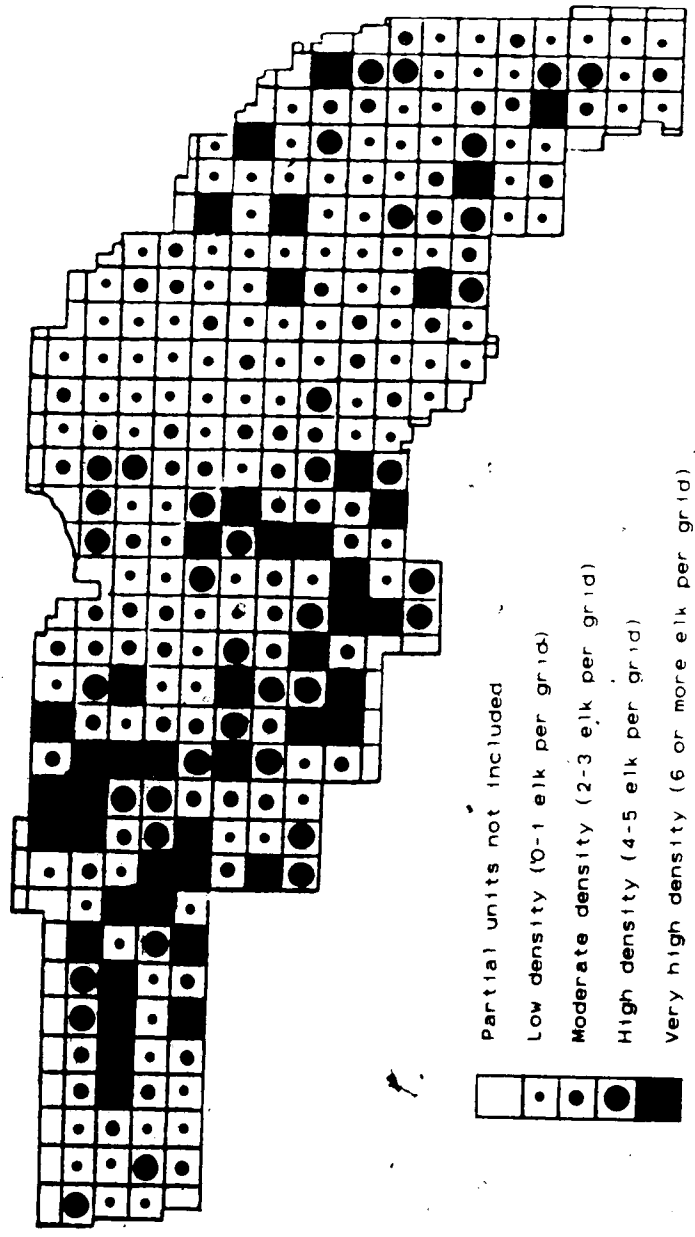 Partial units not included
Low density (0-1 elk per grid)
Moderate density (2-3 elk per grid)
High density (4-5 elk per grid)
Very high density (6 or more elk per grid)